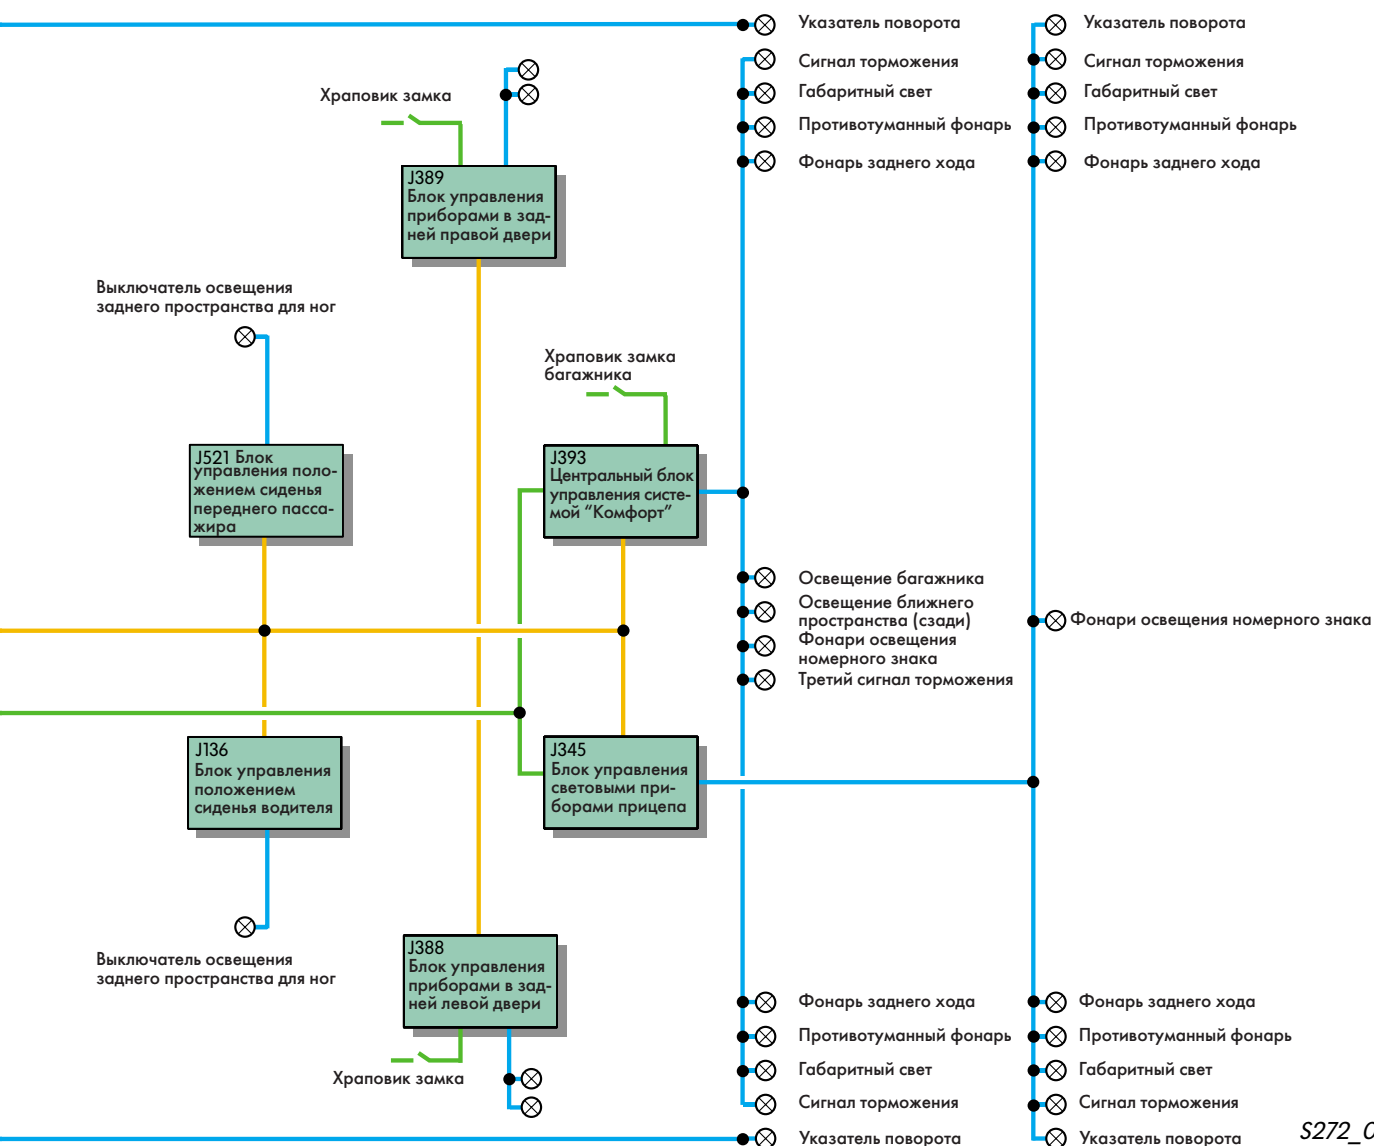 Указатель поворота
Сигнал торможения
Габаритный свет
Противотуманный фонарь
Фонарь заднего хода
Указатель поворота
Сигнал торможения
Габаритный свет
Противотуманный фонарь
Фонарь заднего хода
Храповик замка
J389
Блок управления
приборами в зад-
ней правой двери
Выключатель освещения
заднего пространства для ног
Храповик замка
багажника
J521 Блок
управления поло-
жением сиденья
переднего пасса-
жира
J393
Центральный блок
управления систе-
мой "Комфорт"
Освещение багажника
Освещение ближнего
пространства (сзади)
Фонари освещения
номерного знака
Третий сигнал торможения
Фонари освещения номерного знака
J136
Блок управления
положением
сиденья водителя
J345
Блок управления
световыми при-
борами прицепа
Выключатель освещения
заднего пространства для ног
J388
Блок управления
приборами в зад-
ней левой двери
Храповик замка
Фонарь заднего хода
Противотуманный фонарь
Габаритный свет
Сигнал торможения
Указатель поворота
Фонарь заднего хода
Противотуманный фонарь
Габаритный свет
Сигнал торможения
Указатель поворота
S272_0